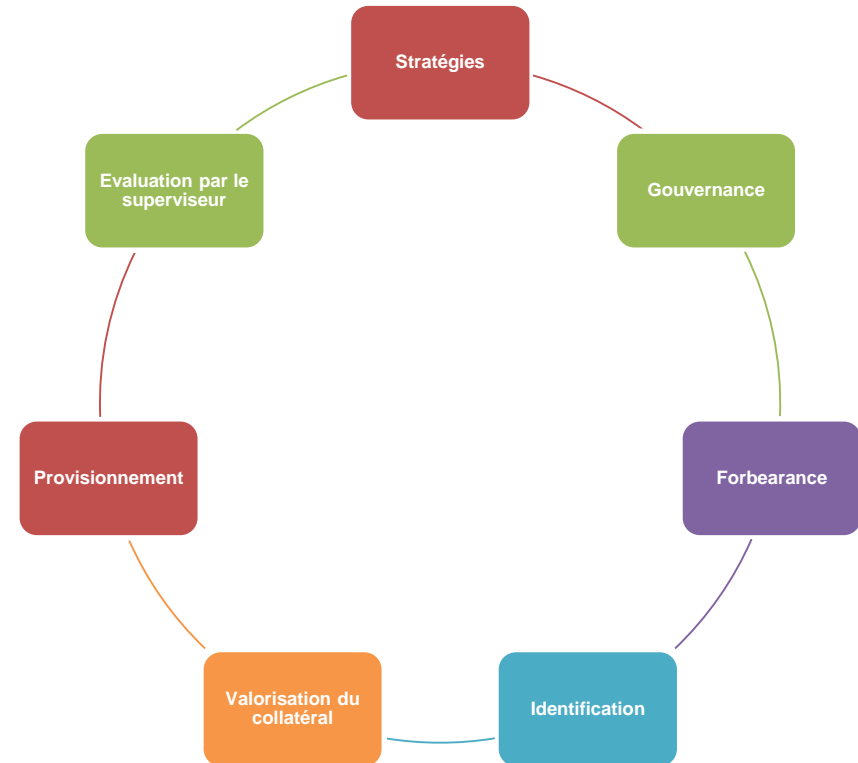 Stratégies
Gouvernance
Forbearance
Identification
Valorisation du
collatéral
Provisionnement
Evaluation par le
superviseur